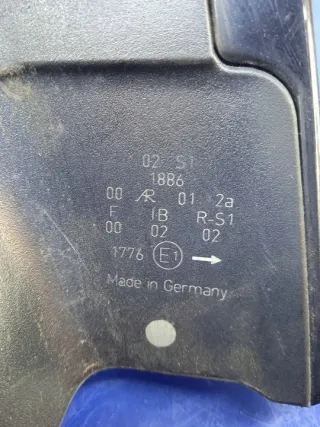 02 S1
1886
00 AR 01 2a
F IB R-S1
00 02 02
1776 E1 →
Made in Germany